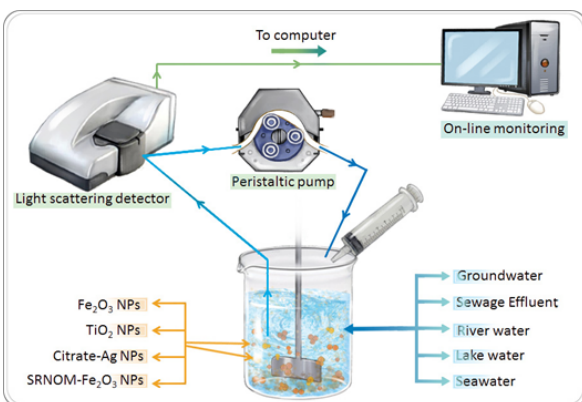 To computer
On-line monitoring
Peristaltic pump
Light scattering detector
Fe₂O₃ NPs
TiO₂ NPs
Citrate-Ag NPs
SRNOM-Fe₂O₃ NPs
Groundwater
Sewage Effluent
River water
Lake water
Seawater